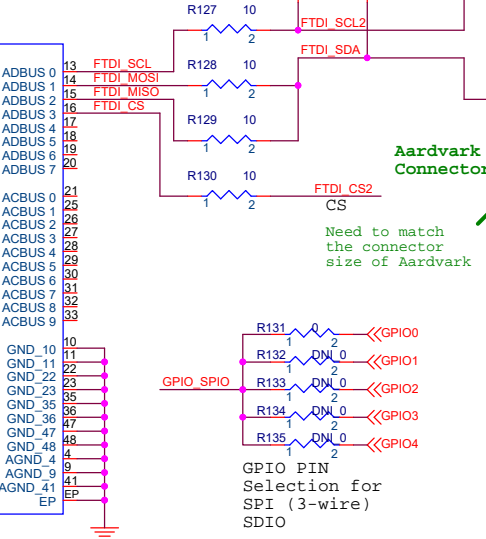 R127 10
FTDI_SCL2
1 2
FTDI_SDA
ADBUS 0 13 FTDI_SCL
R128 10
ADBUS 1 14 FTDI_MOSI
1 2
ADBUS 2 15 FTDI_MISO
ADBUS 3 16 FTDI_CS
R129 10
ADBUS 4 17
ADBUS 5 18
1 2
ADBUS 6 19
ADBUS 7 20
Aardvark
Connector
R130 10
ACBUS 0 21
FTDI_CS2
1 2
CS
ACBUS 1 25
ACBUS 2 26
ACBUS 3 27
ACBUS 4 28
ACBUS 5 29
ACBUS 6 30
ACBUS 7 31
ACBUS 8 32
ACBUS 9 33
Need to match
the connector
size of Aardvark
GND_10 10
GND_11 11
GND_22 22
GND_23 23
GND_35 35
GND_36 36
GND_47 47
GND_48 48
AGND_4 4
AGND_9 9
AGND_41 41
EP EP
GPIO_SPIO
R131 0 GPIO0
1 2
R132 DNI_0 GPIO1
1 2
R133 DNI_0 GPIO2
1 2
R134 DNI_0 GPIO3
1 2
R135 DNI_0 GPIO4
1 2
GPIO PIN
Selection for
SPI (3-wire)
SDIO